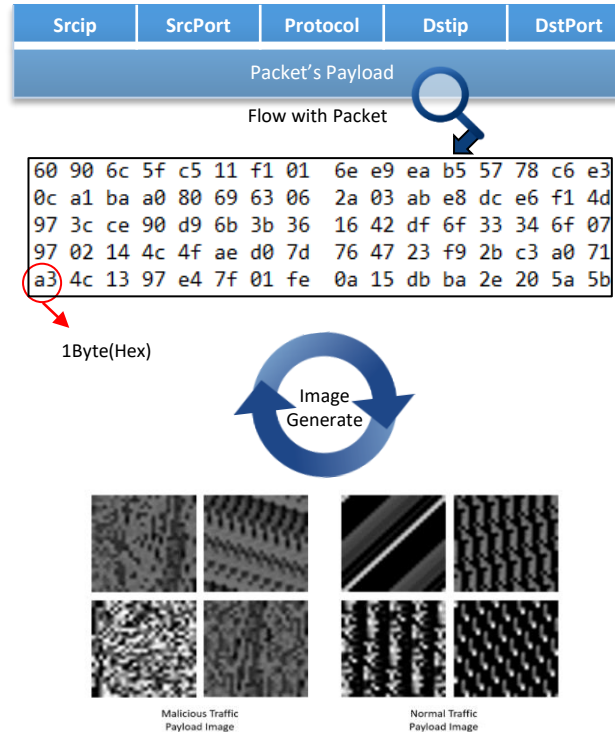 Srcip SrcPort Protocol Dstip DstPort
Packet's Payload
Flow with Packet
60 90 6c 5f c5 11 f1 01 6e e9 ea b5 57 78 c6 e3
0c a1 ba a0 80 69 63 06 2a 03 ab e8 dc e6 f1 4d
97 3c ce 90 d9 6b 3b 36 16 42 df 6f 33 34 6f 07
97 02 14 4c 4f ae d0 7d 76 47 23 f9 2b c3 a0 71
a3 4c 13 97 e4 7f 01 fe 0a 15 db ba 2e 20 5a 5b
1Byte(Hex)
Image
Generate
Malicious Traffic
Payload Image
Normal Traffic
Payload Image